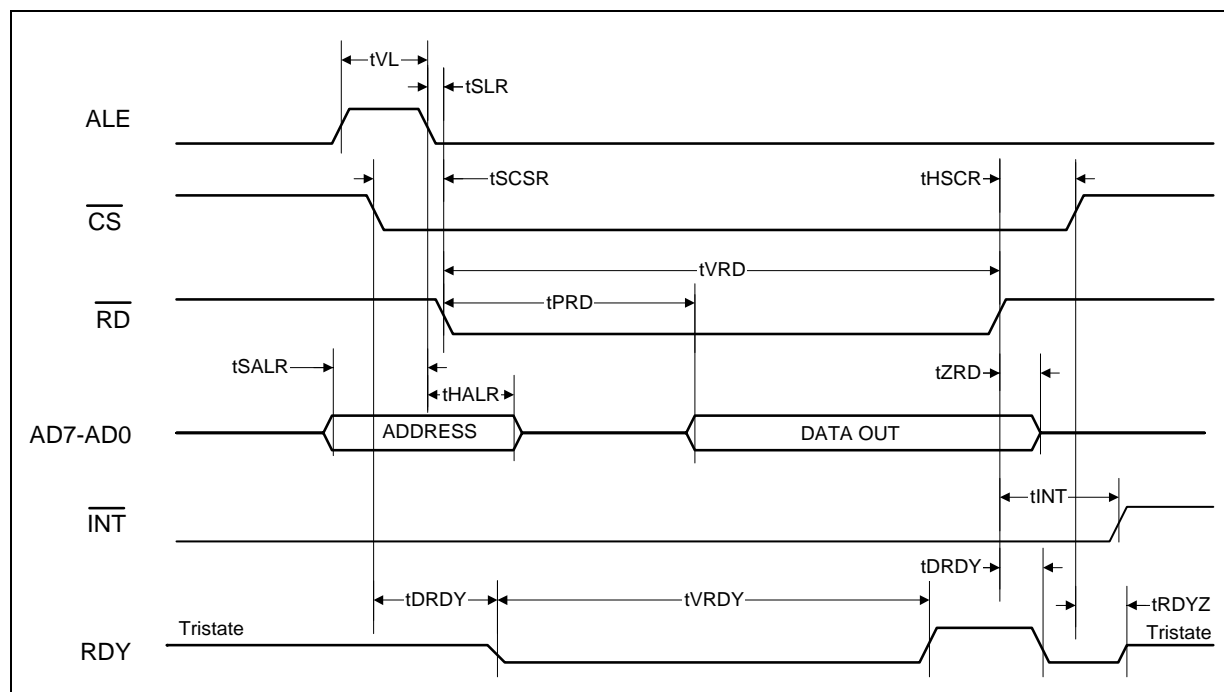 tVL
tSLR
ALE
tSCSR
tHSCR
CS
tVRD
tPRD
RD
tSALR
tZRD
tHALR
AD7-AD0
ADDRESS
DATA OUT
tINT
INT
tDRDY
tDRDY
tVRDY
tRDYZ
Tristate
Tristate
RDY